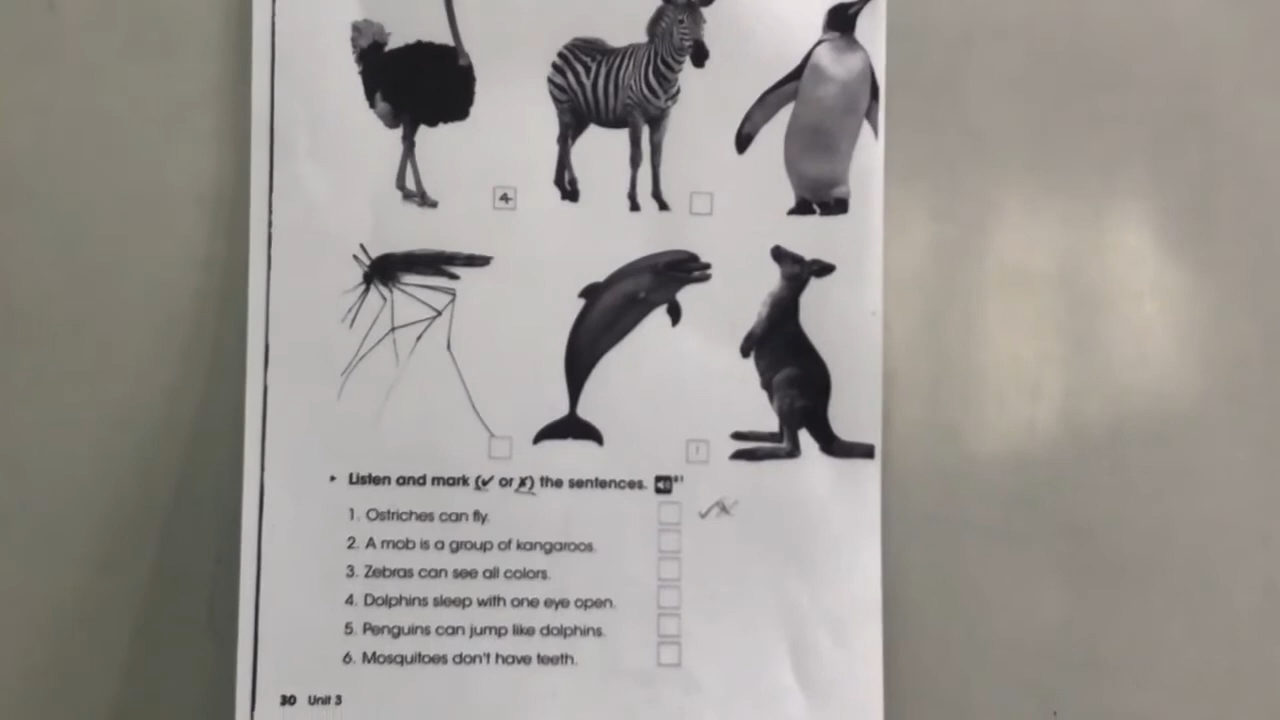 4
1
▸ Listen and mark (✔ or ✘) the sentences.
1. Ostriches can fly.
2. A mob is a group of kangaroos.
3. Zebras can see all colors.
4. Dolphins sleep with one eye open.
5. Penguins can jump like dolphins.
6. Mosquitoes don't have teeth.
30 Unit 3